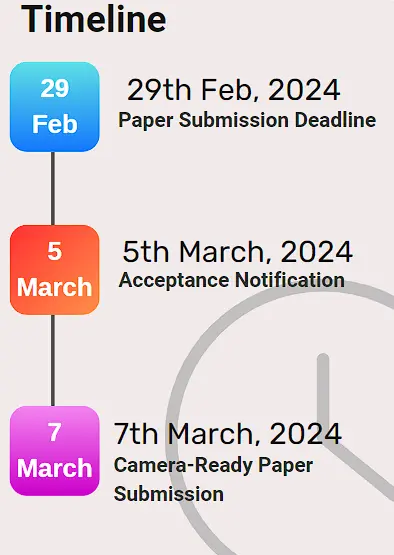 Timeline
29
Feb
29th Feb, 2024
Paper Submission Deadline
5
March
5th March, 2024
Acceptance Notification
7
March
7th March, 2024
Camera-Ready Paper
Submission